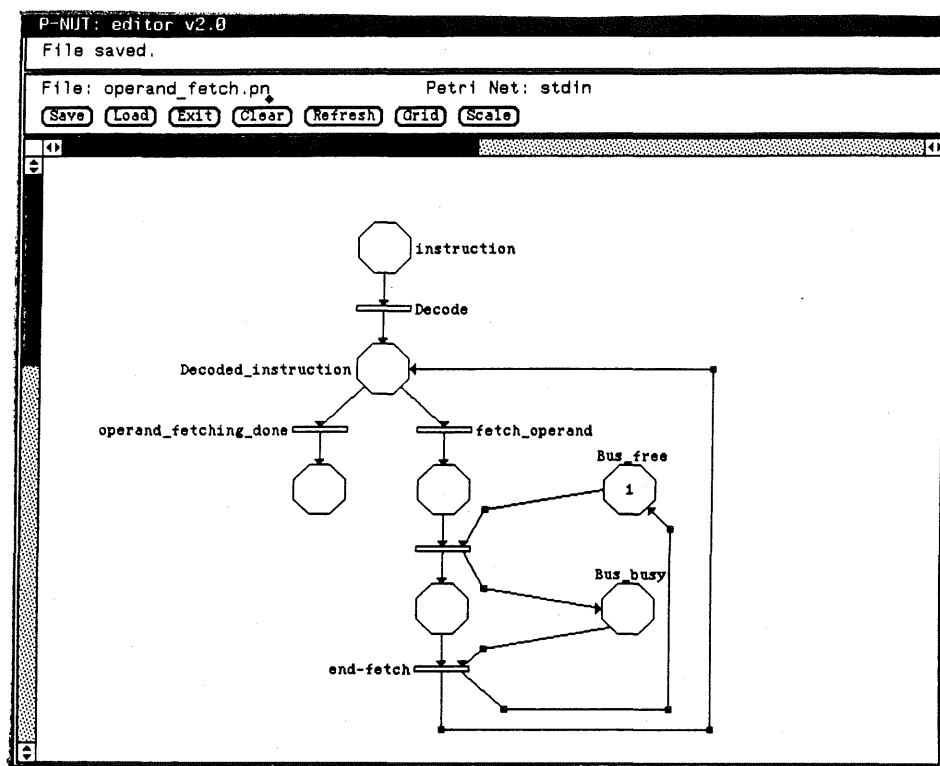 P-NUT: editor v2.0
File saved.
File: operand_fetch.pn Petri Net: stdin
Save Load Exit Clear Refresh Grid Scale
instruction
Decode
Decoded_instruction
operand_fetching_done fetch_operand
Bus_free
1
Bus_busy
end-fetch